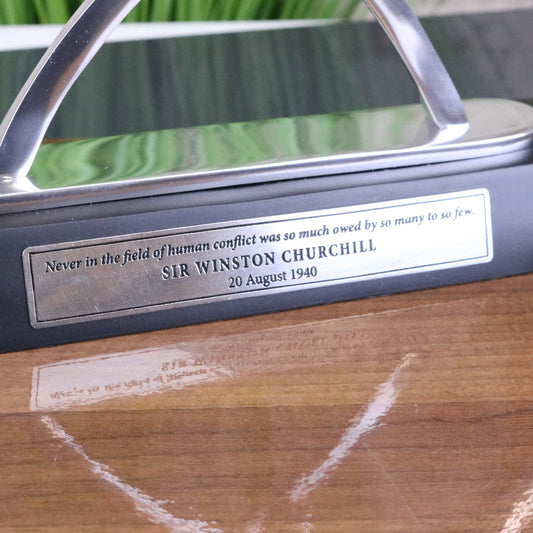 Never in the field of human conflict was so much owed by so many to so few.
SIR WINSTON CHURCHILL
20 August 1940